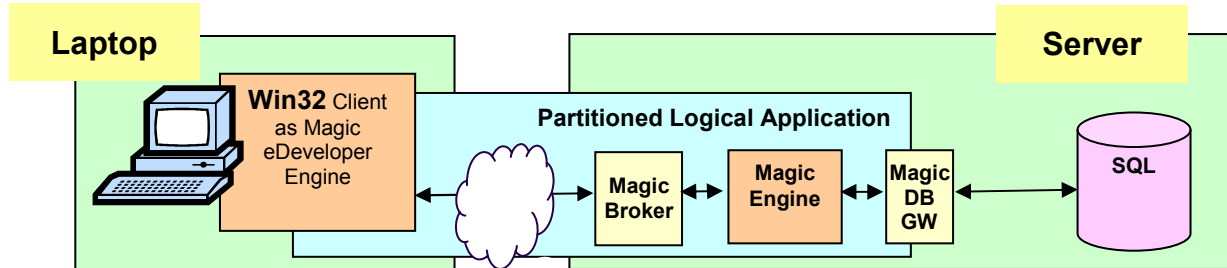 Laptop
Server
Win32 Client
as Magic
eDeveloper
Engine
Partitioned Logical Application
Magic
Broker
Magic
Engine
Magic
DB
GW
SQL